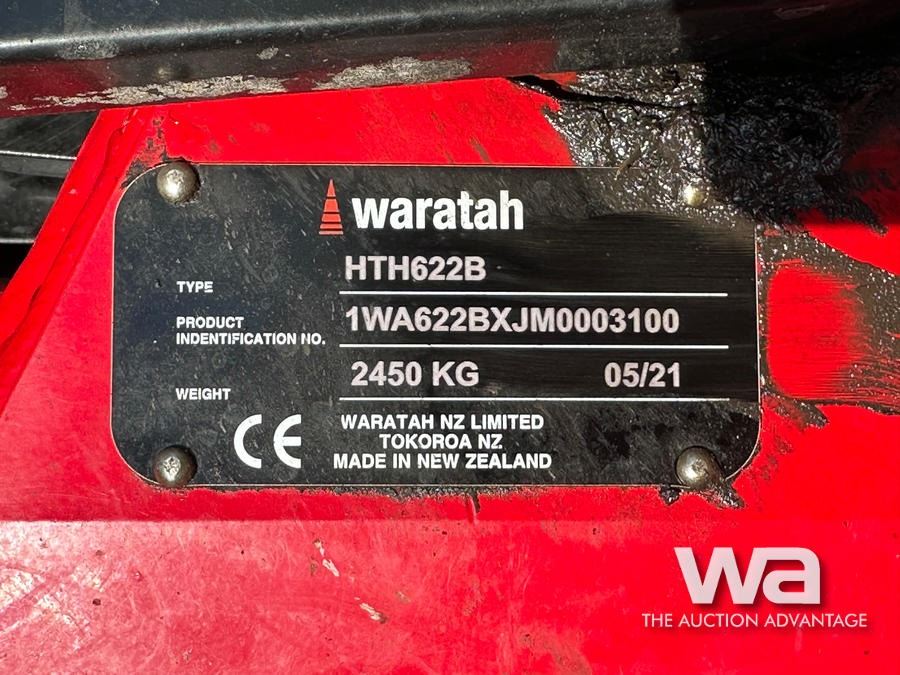 waratah
TYPE HTH622B
PRODUCT
INDENTIFICATION NO. 1WA622BXJM0003100
WEIGHT 2450 KG 05/21
CE
WARATAH NZ LIMITED
TOKOROA NZ.
MADE IN NEW ZEALAND
wa
THE AUCTION ADVANTAGE